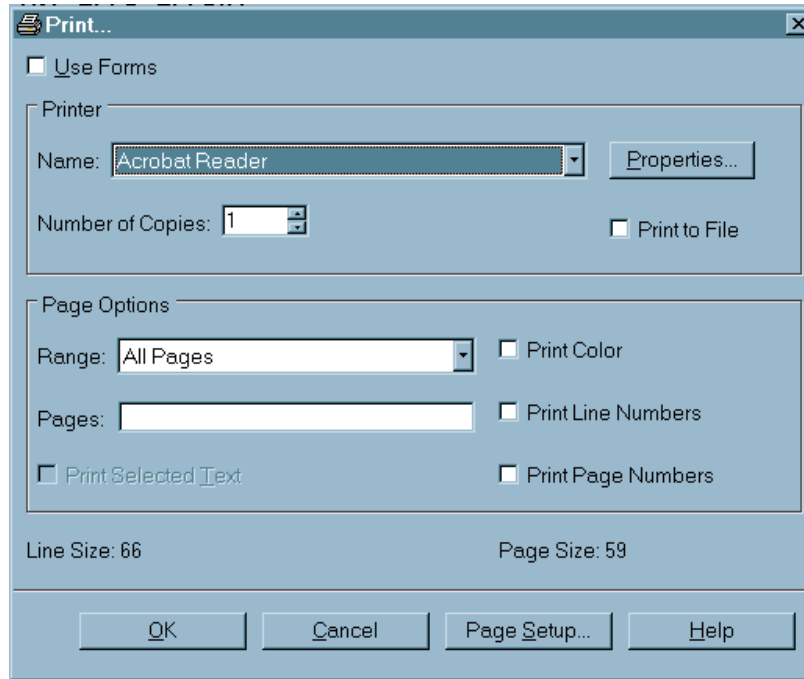 Print...
Use Forms
Printer
Name: Acrobat Reader
Properties...
Number of Copies: 1
Print to File
Page Options
Range: All Pages
Print Color
Pages:
Print Line Numbers
Print Selected Text
Print Page Numbers
Line Size: 66
Page Size: 59
OK
Cancel
Page Setup...
Help